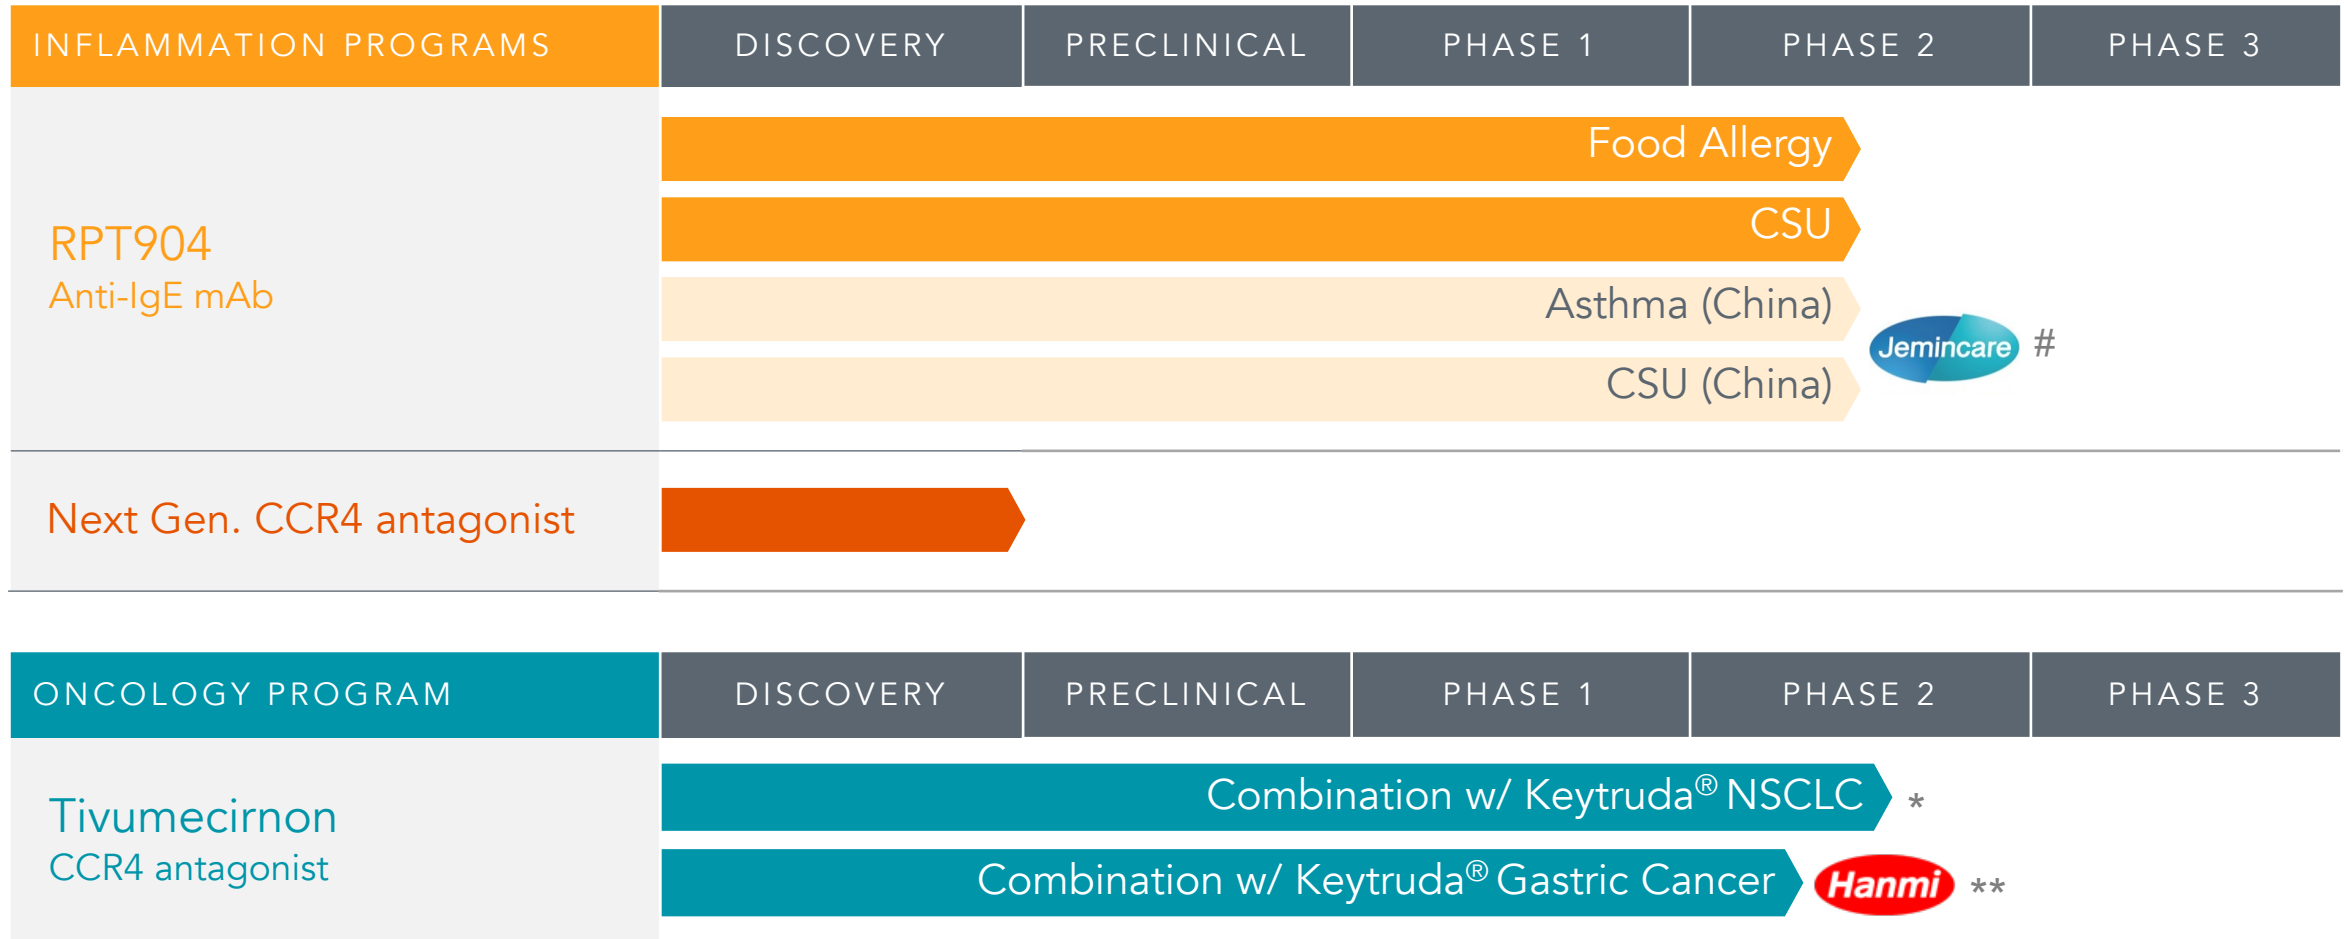 INFLAMMATION PROGRAMS DISCOVERY PRECLINICAL PHASE 1 PHASE 2 PHASE 3
Food Allergy
CSU
RPT904
Anti-IgE mAb
Asthma (China)
Jemincare #
CSU (China)
Next Gen. CCR4 antagonist
ONCOLOGY PROGRAM DISCOVERY PRECLINICAL PHASE 1 PHASE 2 PHASE 3
Combination w/ Keytruda® NSCLC *
Tivumecirnon
CCR4 antagonist
Combination w/ Keytruda® Gastric Cancer Hanmi **